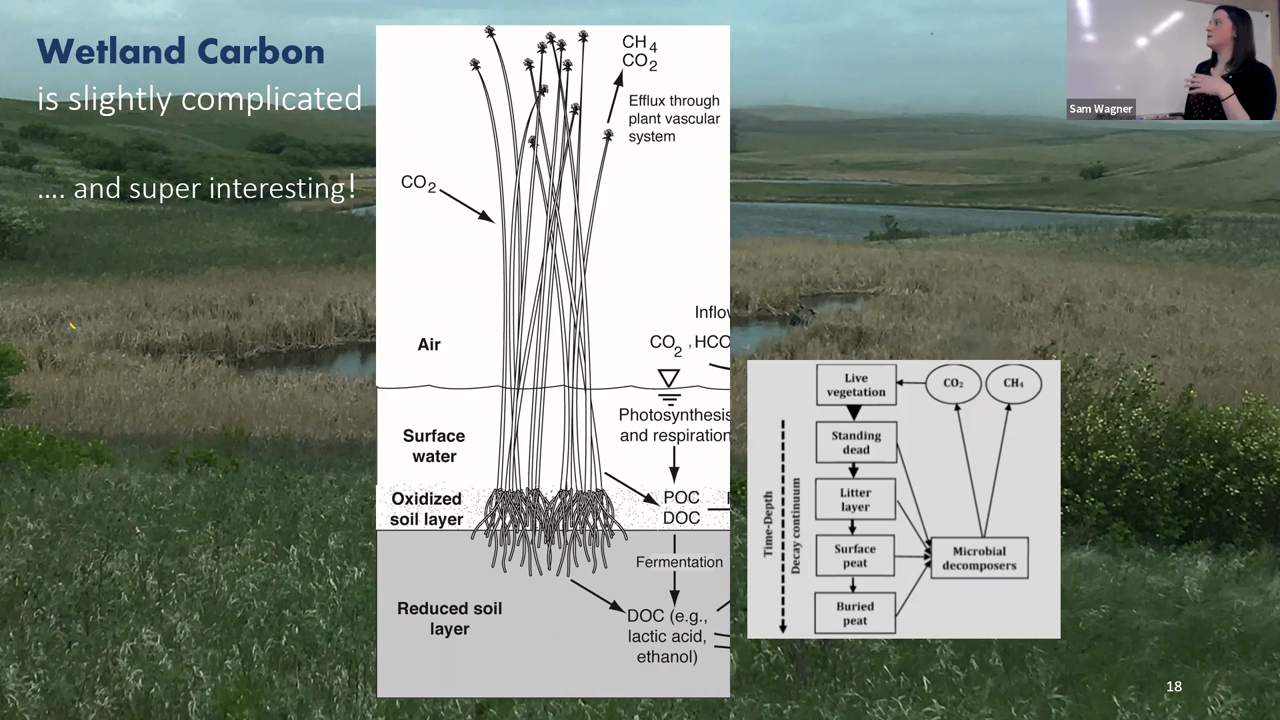 Wetland Carbon
is slightly complicated
.... and super interesting!
CH4
CO2
Efflux through
plant vascular
system
CO2
Air
CO2 , HCO
Photosynthesis
and respiration
Surface
water
Oxidized
soil layer
POC
DOC
Fermentation
Reduced soil
layer
DOC (e.g.,
lactic acid,
ethanol)
Live
vegetation
CO₂
CH₄
Standing
dead
Litter
layer
Surface
peat
Buried
peat
Microbial
decomposers
Time-Depth
Decay continuum
Sam Wagner
18